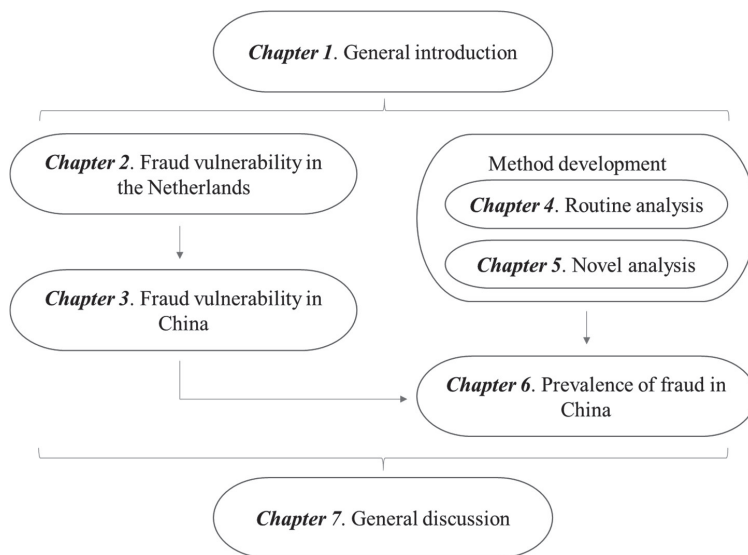 Chapter 1. General introduction
Chapter 2. Fraud vulnerability in
the Netherlands
Chapter 3. Fraud vulnerability in
China
Method development
Chapter 4. Routine analysis
Chapter 5. Novel analysis
Chapter 6. Prevalence of fraud in
China
Chapter 7. General discussion